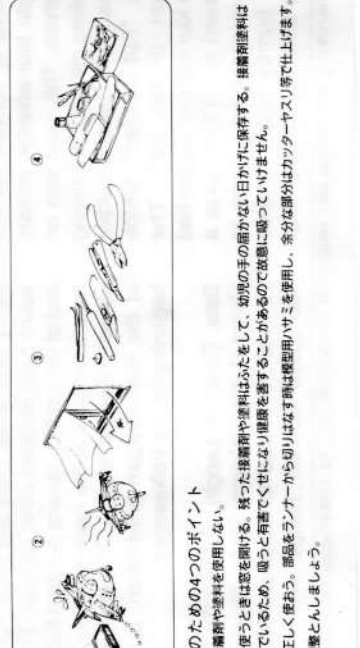 ② ③ ④
のための4つのポイント
着剤や塗料を使用しない。
使うときは窓を開ける。残った接着剤や塗料はふたをして、幼児の手の届かない日かげに保存する。接着剤塗料は
ているため、吸うと有害でくせになり健康を害することがあるので故意に吸っていけません。
正しく使おう。部品をランナーから切りはなす時は模型用ハサミを使用し、余分な部分はカッターヤスリ等で仕上げます。
整とんしましょう。